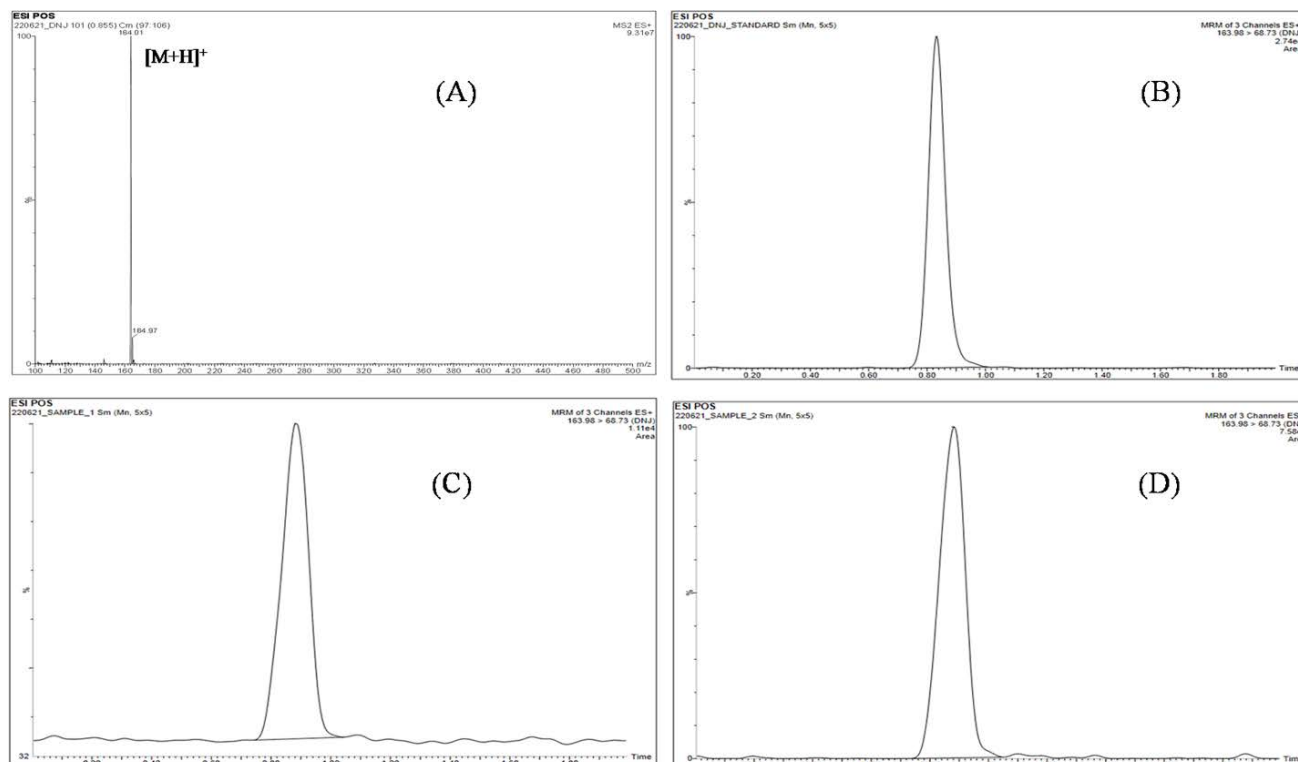 ESI POS
220621_DNJ 101 (0.855) Cm (97:106)
MS2 ES+
9.31e7
100
164.01
[M+H]+
(A)
%
164.97
0
m/z
100 120 140 160 180 200 220 240 260 280 300 320 340 360 380 400 420 440 460 480 500
ESI POS
220621_DNJ_STANDARD Sm (Mn, 5x5)
MRM of 3 Channels ES+
163.98 > 68.73 (DNJ
2.74e
Are
100
(B)
%
0
Time
0.20 0.40 0.60 0.80 1.00 1.20 1.40 1.60 1.80
ESI POS
220621_SAMPLE_1 Sm (Mn, 5x5)
MRM of 3 Channels ES+
163.98 > 68.73 (DNJ)
1.11e4
Area
(C)
%
32
Time
ESI POS
220621_SAMPLE_2 Sm (Mn, 5x5)
MRM of 3 Channels ES
163.98 > 68.73 (DN
7.58
Are
100
(D)
%
0
Time